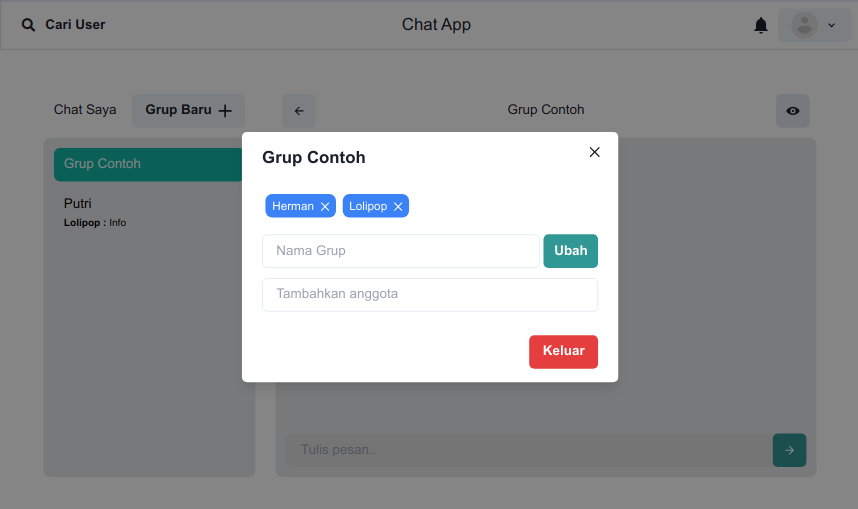 Cari User
Chat App
Chat Saya
Grup Baru
Grup Contoh
Grup Contoh
Putri
Lolipop : Info
Grup Contoh
Herman
Lolipop
Nama Grup
Ubah
Tambahkan anggota
Keluar
Tulis pesan..